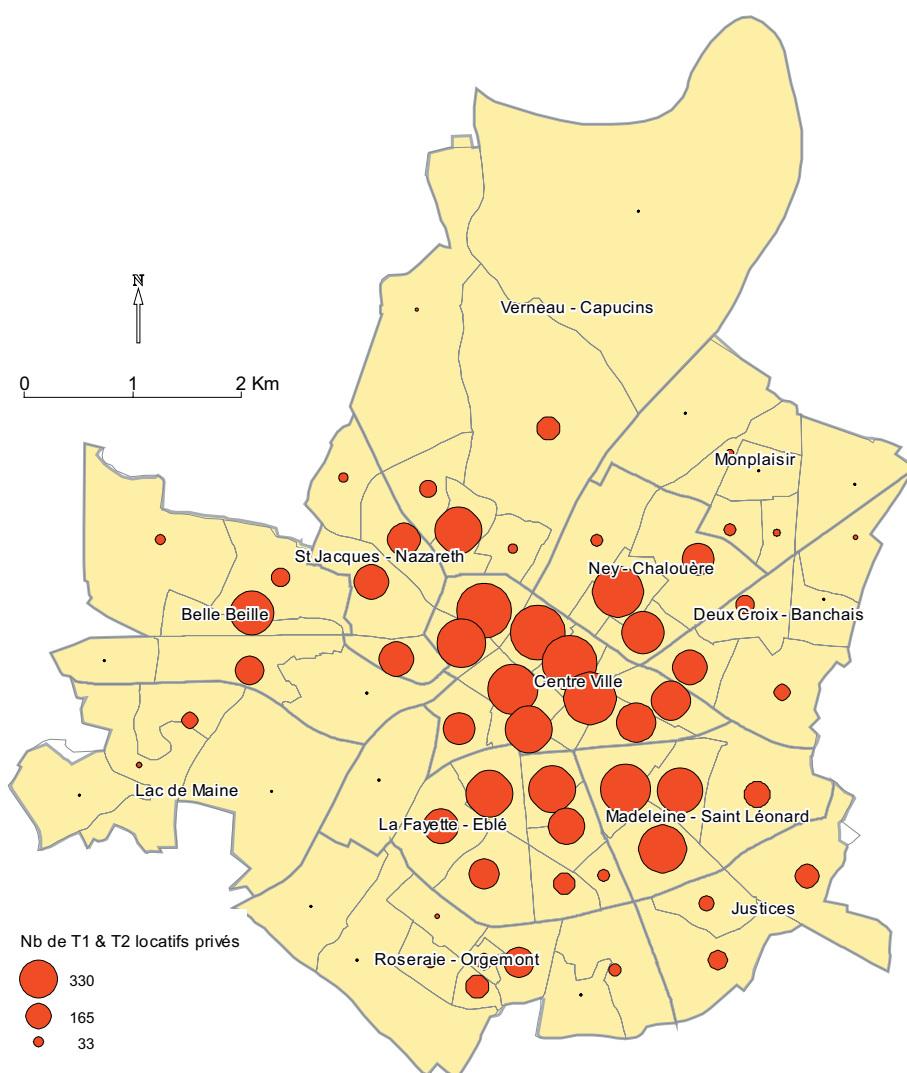 N
0 1 2 Km
Verneau - Capucins
Monplaisir
St Jacques - Nazareth
Ney - Chalouère
Belle Beille
Deux Croix - Banchais
Centre Ville
Lac de Maine
La Fayette - Eblé
Madeleine - Saint Léonard
Justices
Roseraie - Orgemont
Nb de T1 & T2 locatifs privés
330
165
33